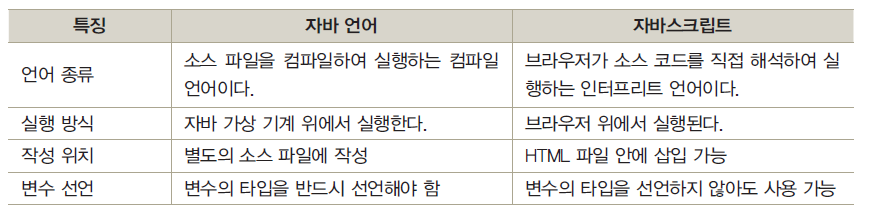 특징 자바 언어 자바스크립트
언어 종류 소스 파일을 컴파일하여 실행하는 컴파일 언어이다. 브라우저가 소스 코드를 직접 해석하여 실행하는 인터프리트 언어이다.
실행 방식 자바 가상 기계 위에서 실행한다. 브라우저 위에서 실행된다.
작성 위치 별도의 소스 파일에 작성 HTML 파일 안에 삽입 가능
변수 선언 변수의 타입을 반드시 선언해야 함 변수의 타입을 선언하지 않아도 사용 가능